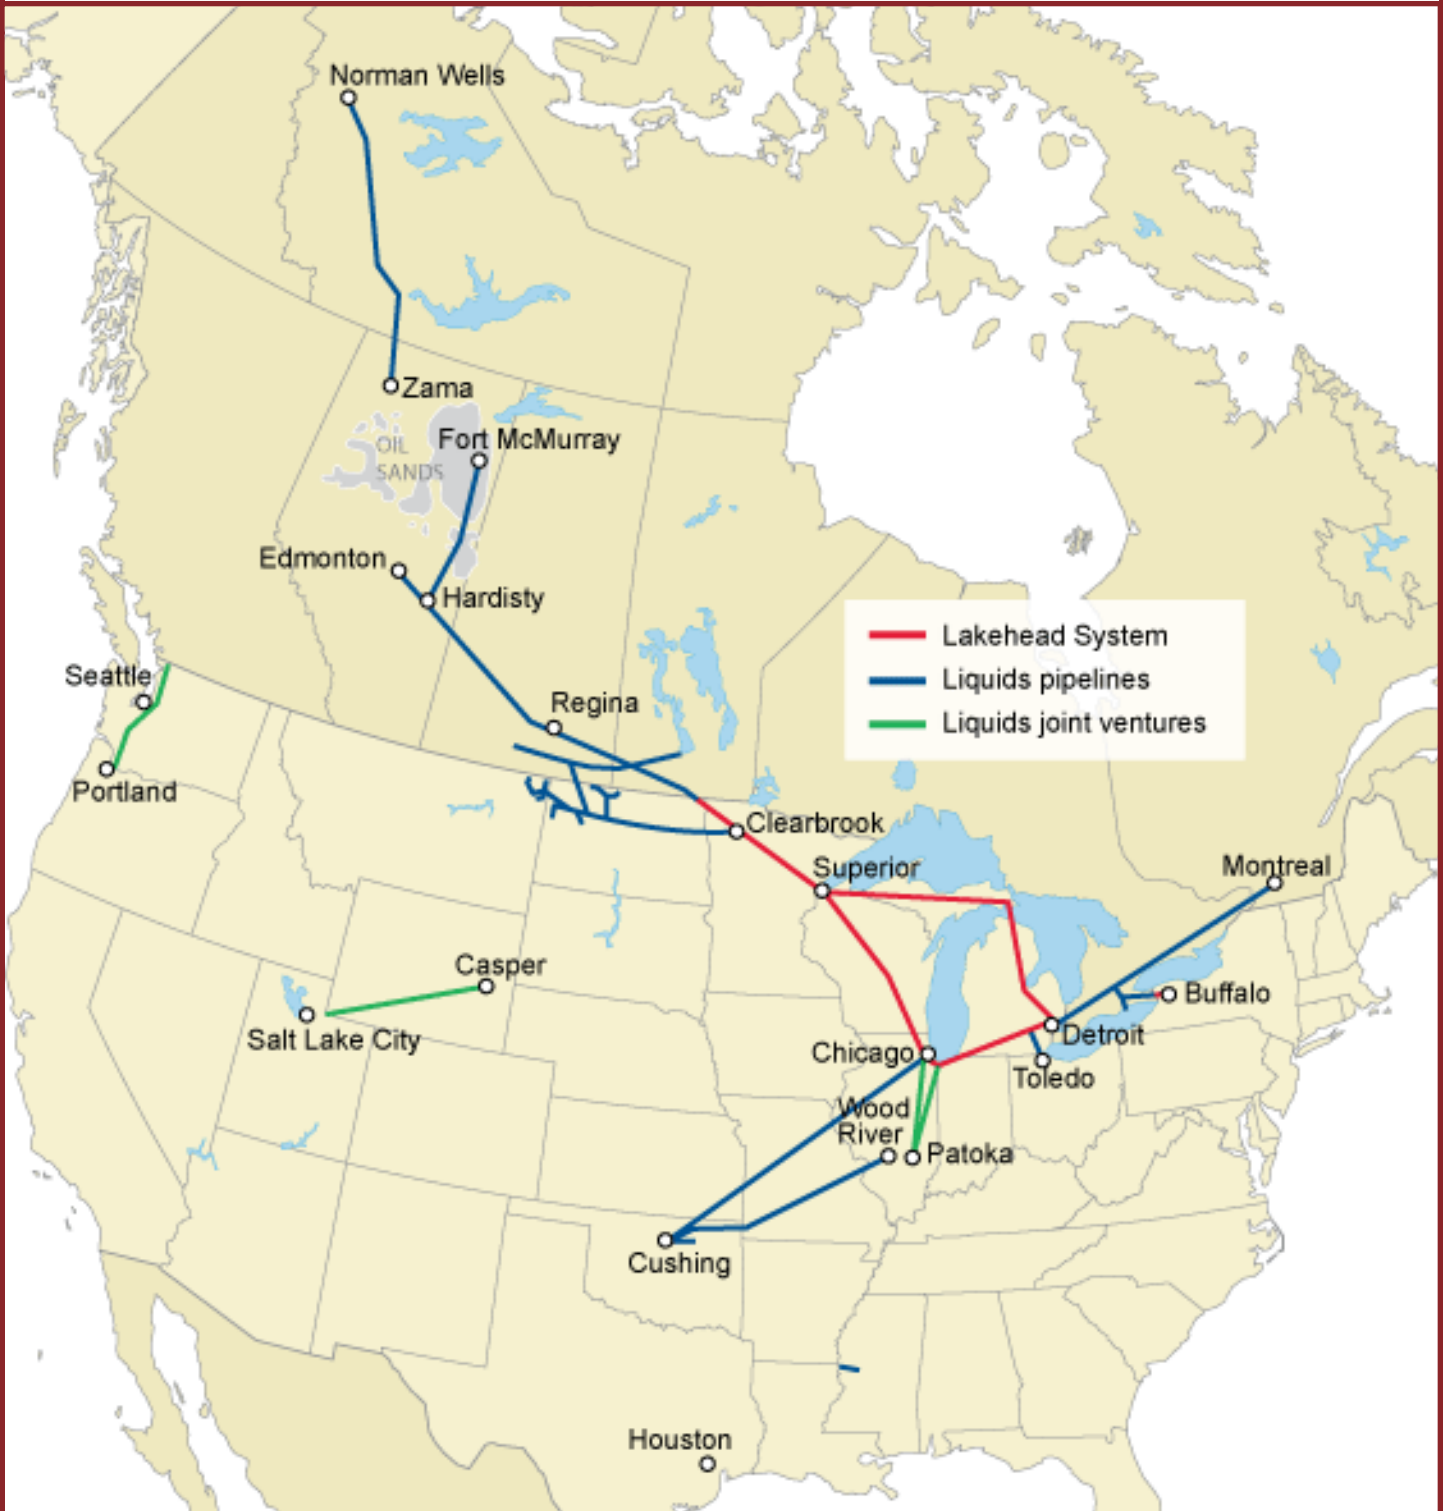 Norman Wells
Zama
OIL
SANDS
Fort McMurray
Edmonton
Hardisty
Lakehead System
Liquids pipelines
Liquids joint ventures
Seattle
Regina
Portland
Clearbrook
Superior
Montreal
Casper
Buffalo
Salt Lake City
Detroit
Chicago
Toledo
Wood
River
Patoka
Cushing
Houston